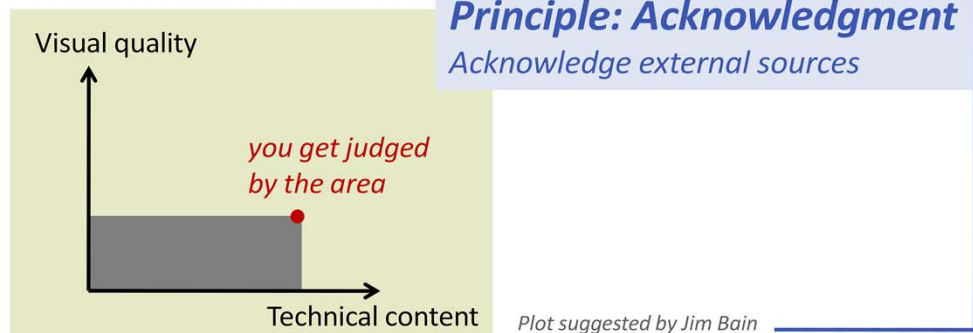 Principle: Acknowledgment
Acknowledge external sources
Visual quality
you get judged
by the area
Technical content
Plot suggested by Jim Bain